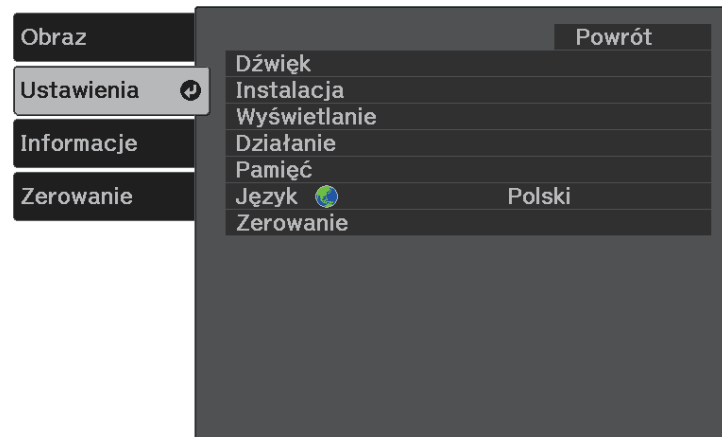 Obraz
Ustawienia
Informacje
Zerowanie
Powrót
Dźwięk
Instalacja
Wyświetlanie
Działanie
Pamięć
Język Polski
Zerowanie